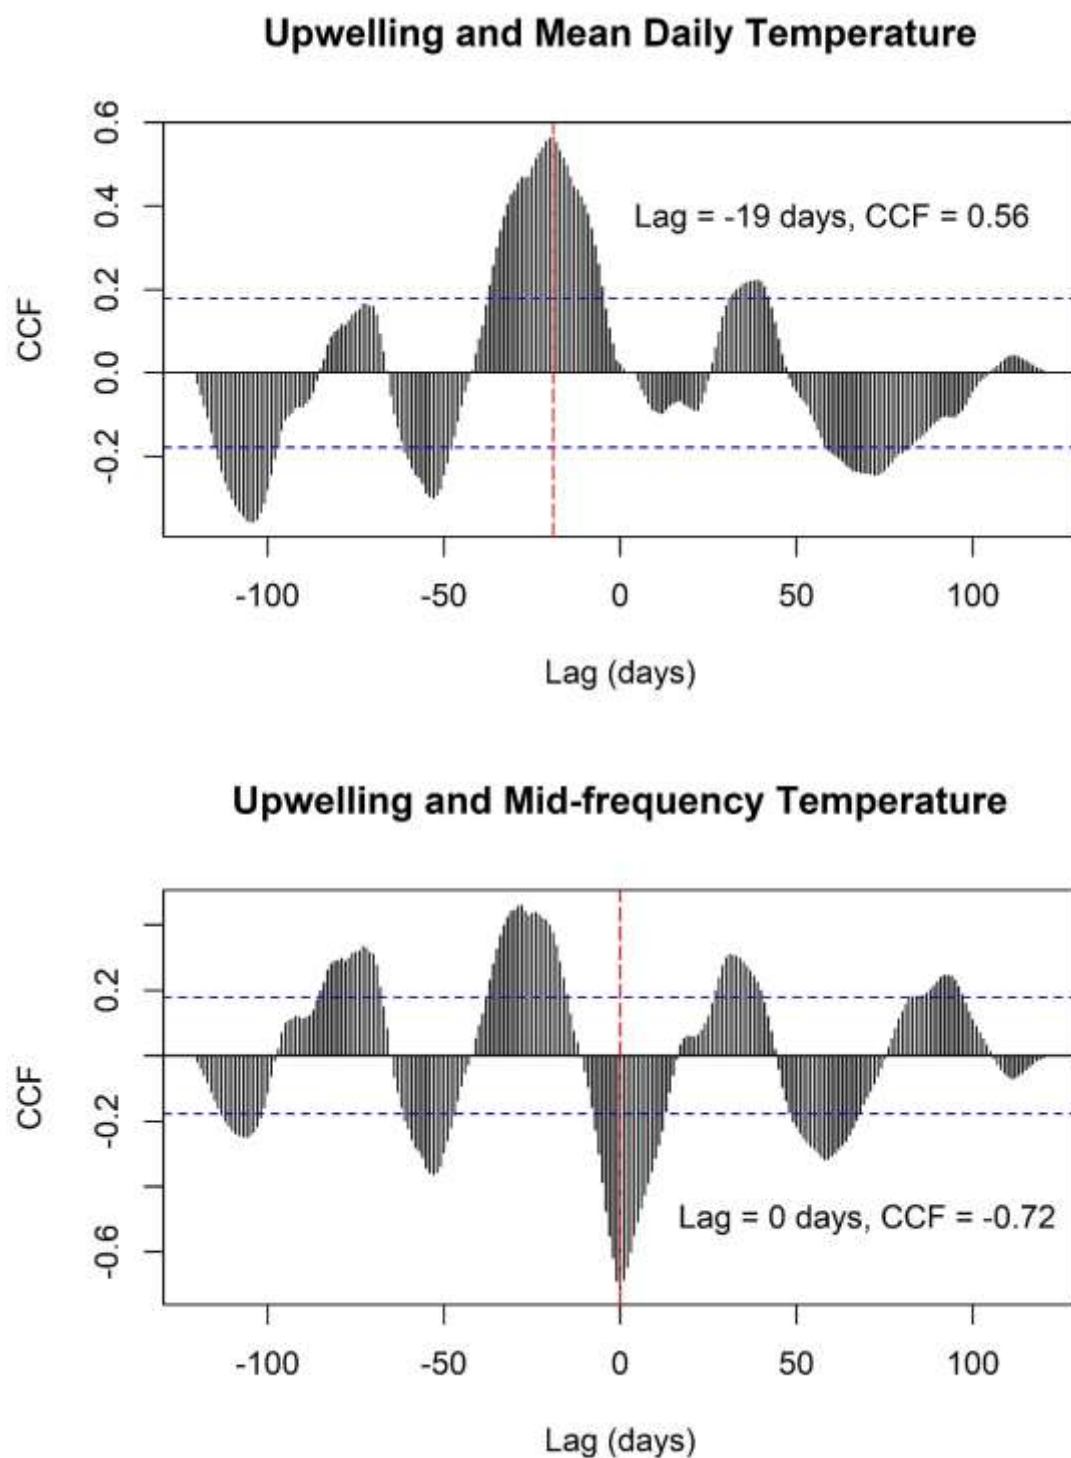 Upwelling and Mean Daily Temperature
CCF
0.6
0.4
0.2
0.0
-0.2
Lag = -19 days, CCF = 0.56
-100 -50 0 50 100
Lag (days)
Upwelling and Mid-frequency Temperature
CCF
0.2
-0.2
-0.6
Lag = 0 days, CCF = -0.72
-100 -50 0 50 100
Lag (days)